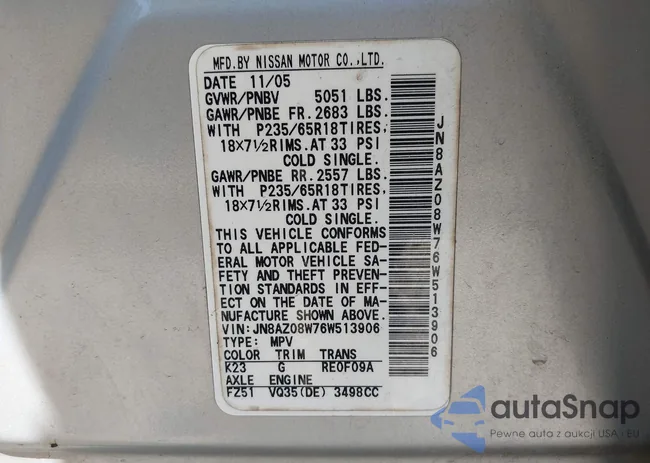 MFD.BY NISSAN MOTOR CO.,LTD.
DATE 11/05
GVWR/PNBV 5051 LBS.
GAWR/PNBE FR. 2683 LBS.
WITH P235/65R18TIRES,
18X7½RIMS.AT 33 PSI
COLD SINGLE.
GAWR/PNBE RR. 2557 LBS.
WITH P235/65R18TIRES,
18X7½RIMS.AT 33 PSI
COLD SINGLE.
THIS VEHICLE CONFORMS
TO ALL APPLICABLE FED-
ERAL MOTOR VEHICLE SA-
FETY AND THEFT PREVEN-
TION STANDARDS IN EFF-
ECT ON THE DATE OF MA-
NUFACTURE SHOWN ABOVE.
VIN: JN8AZ08W76W513906
TYPE: MPV
COLOR TRIM TRANS
K23 G RE0F09A
AXLE ENGINE
FZ51 VQ35(DE) 3498CC
JN8AZ08W76W513906
autoSnap
Pewne auta z aukcji USA - EU